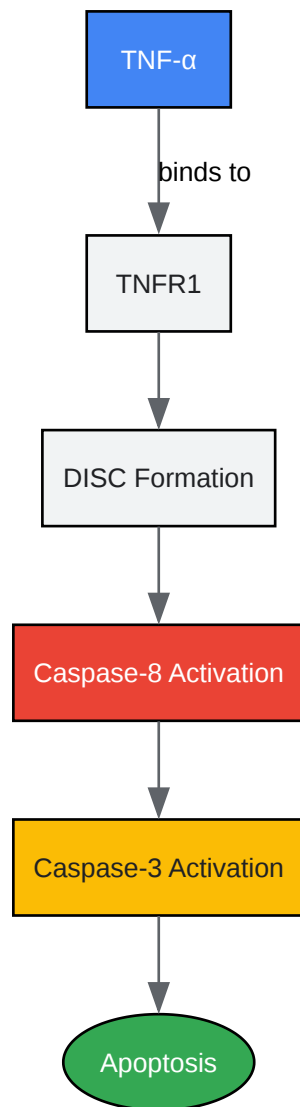 TNF-α
binds to
TNFR1
DISC Formation
Caspase-8 Activation
Caspase-3 Activation
Apoptosis